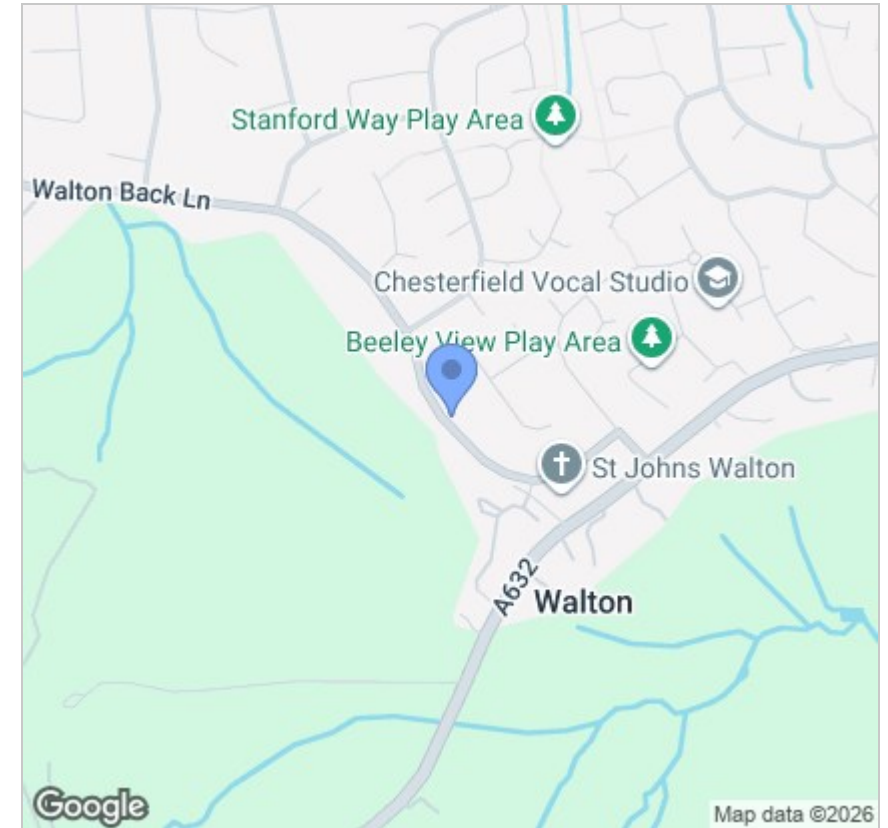 Stanford Way Play Area
Walton Back Ln
Chesterfield Vocal Studio
Beeley View Play Area
St Johns Walton
A632
Walton
Google
Map data ©2026